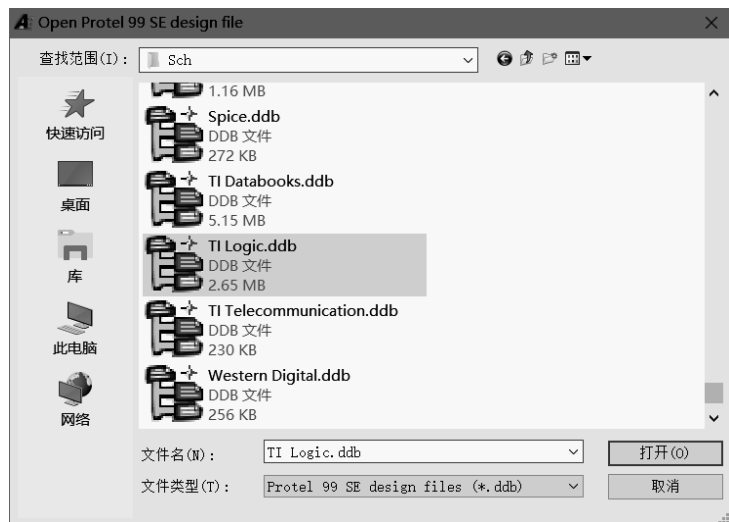 Open Protel 99 SE design file
查找范围(I):
Sch
1.16 MB
Spice.ddb
DDB 文件
272 KB
TI Databooks.ddb
DDB 文件
5.15 MB
TI Logic.ddb
DDB 文件
2.65 MB
TI Telecommunication.ddb
DDB 文件
230 KB
Western Digital.ddb
DDB 文件
256 KB
快速访问
桌面
库
此电脑
网络
文件名(N):
TI Logic.ddb
打开(O)
文件类型(T):
Protel 99 SE design files (*.ddb)
取消